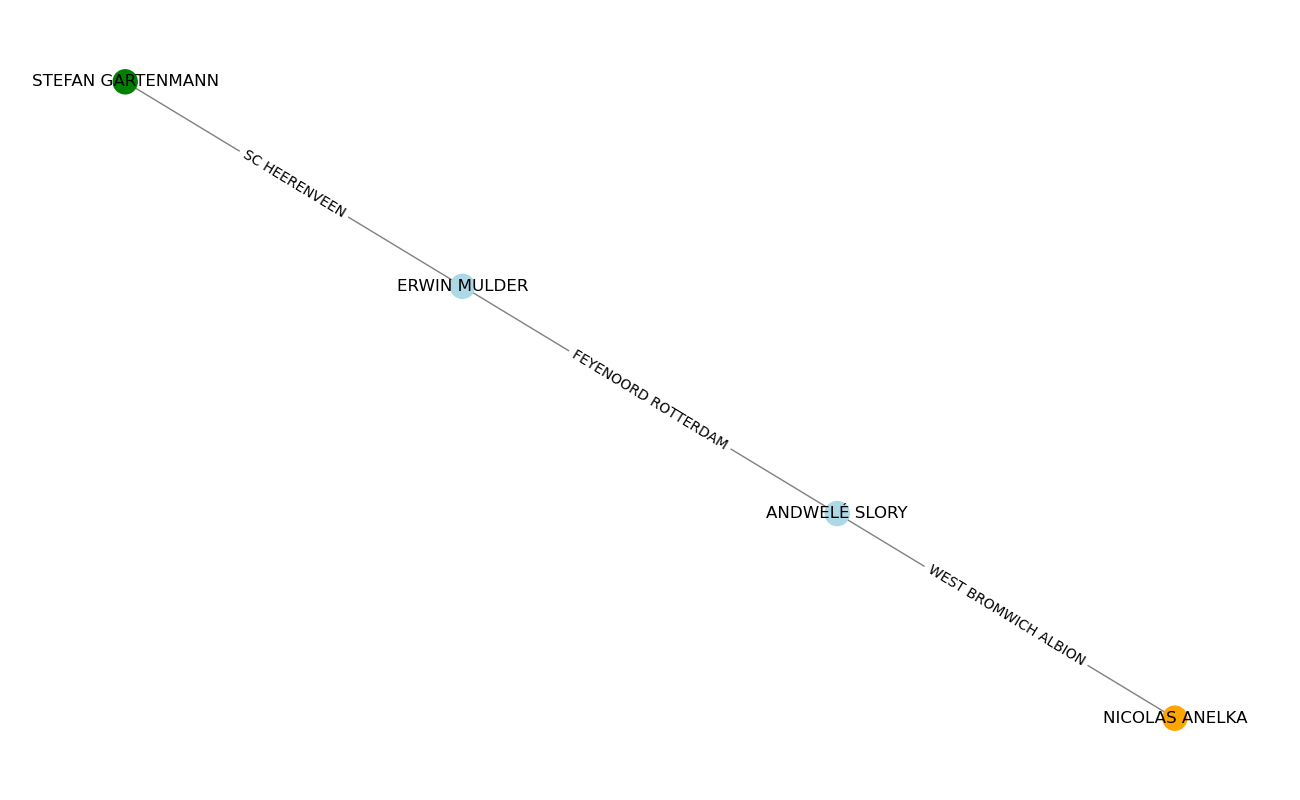 STEFAN GARTENMANN
SC HEERENVEEN
ERWIN MULDER
FEYENOORD ROTTERDAM
ANDWELÉ SLORY
WEST BROMWICH ALBION
NICOLAS ANELKA